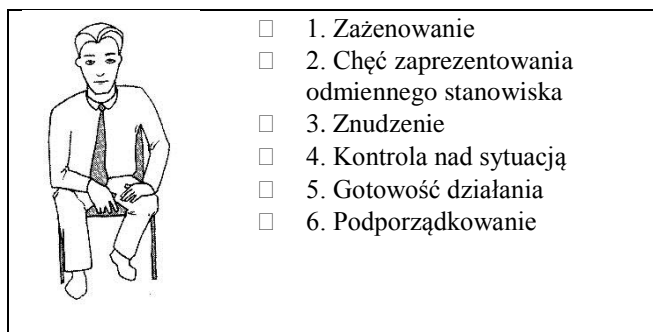 □ 1. Zażenowanie
□ 2. Chęć zaprezentowania
odmiennego stanowiska
□ 3. Znudzenie
□ 4. Kontrola nad sytuacją
□ 5. Gotowość działania
□ 6. Podporządkowanie